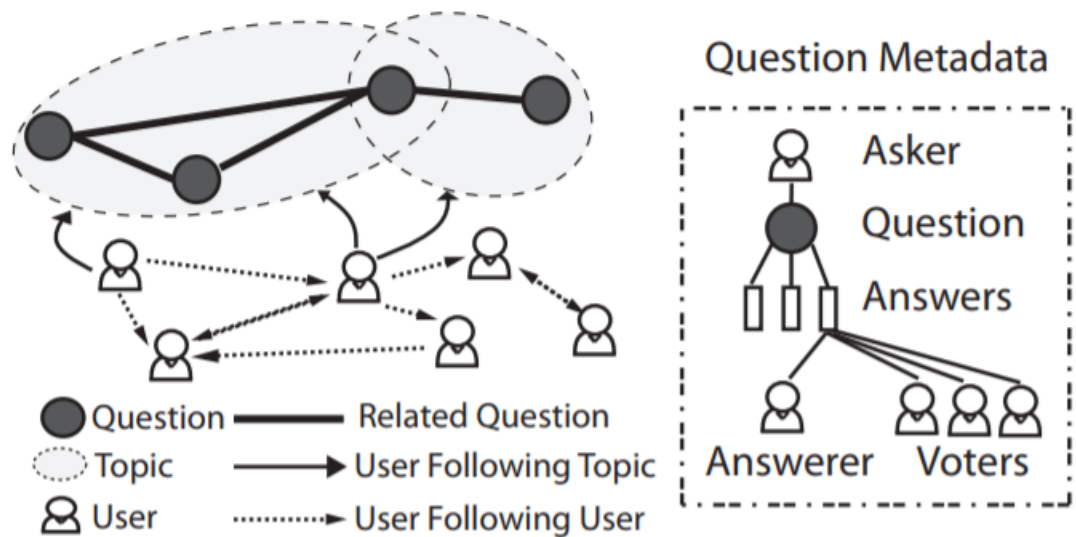 Question Metadata
Asker
Question
Answers
Answerer Voters
Question Related Question
Topic User Following Topic
User User Following User